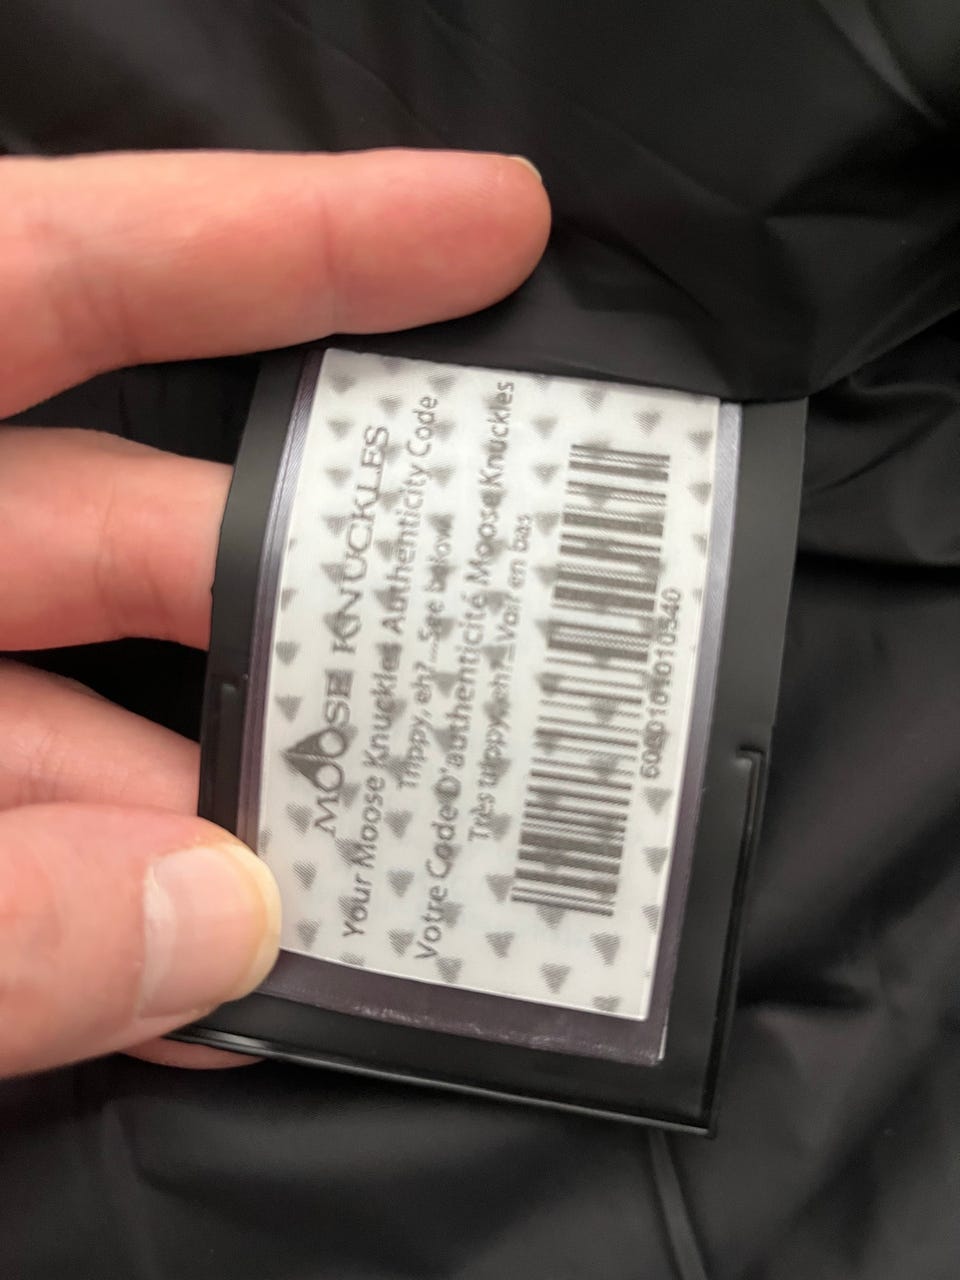 MOOSE KNUCKLES
Your Moose Knuckles Authenticity Code
Trippy, eh?—See below
Votre Code D'authenticité Moose Knuckles
Très trippy, eh?_Voir en bas